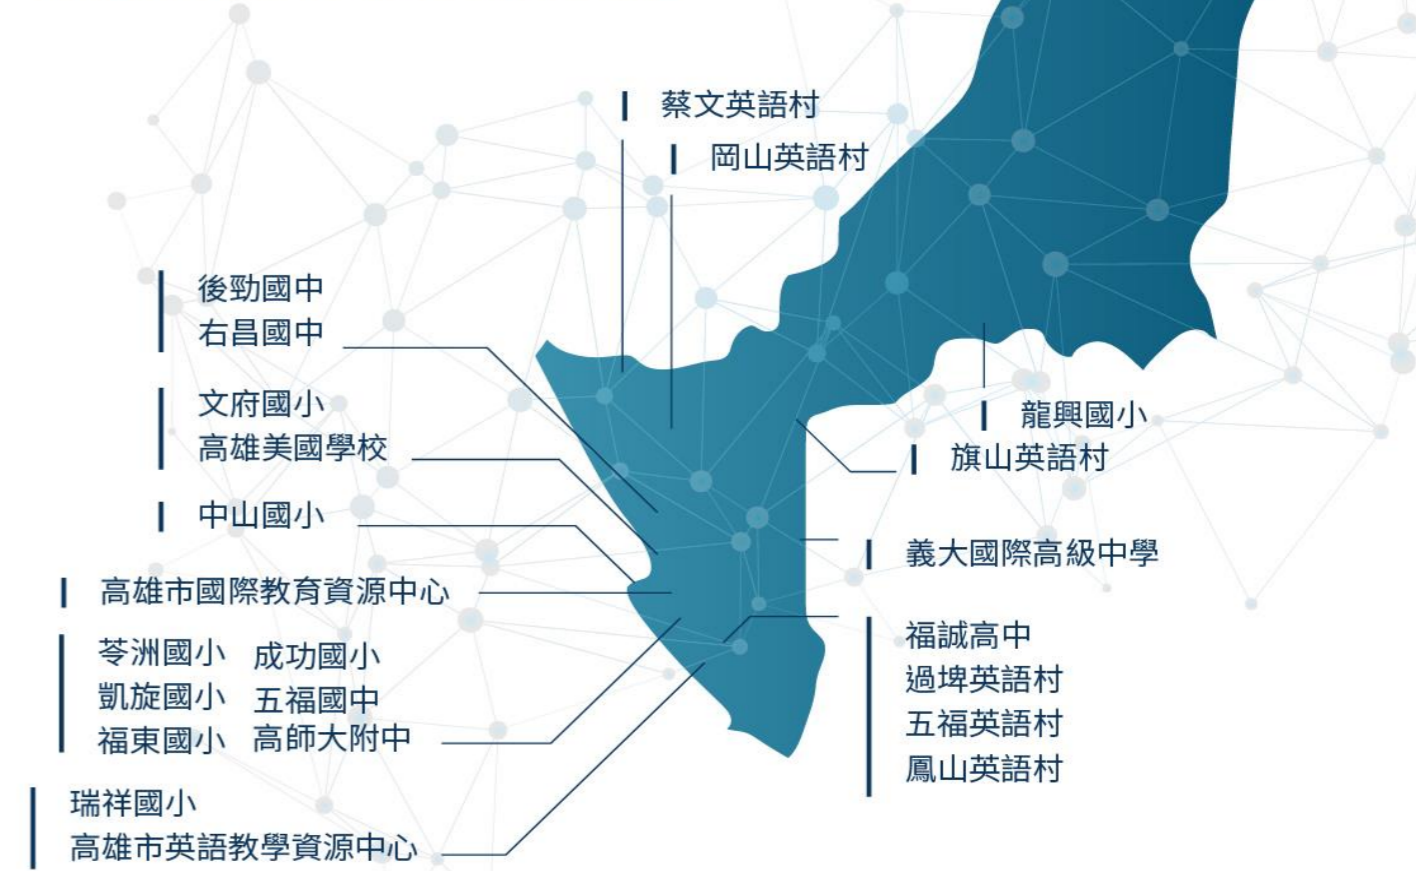 蔡文英語村
岡山英語村
後勁國中
右昌國中
文府國小
高雄美國學校
中山國小
高雄市國際教育資源中心
苓洲國小 成功國小
凱旋國小 五福國中
福東國小 高師大附中
瑞祥國小
高雄市英語教學資源中心
龍興國小
旗山英語村
義大國際高級中學
福誠高中
過埤英語村
五福英語村
鳳山英語村